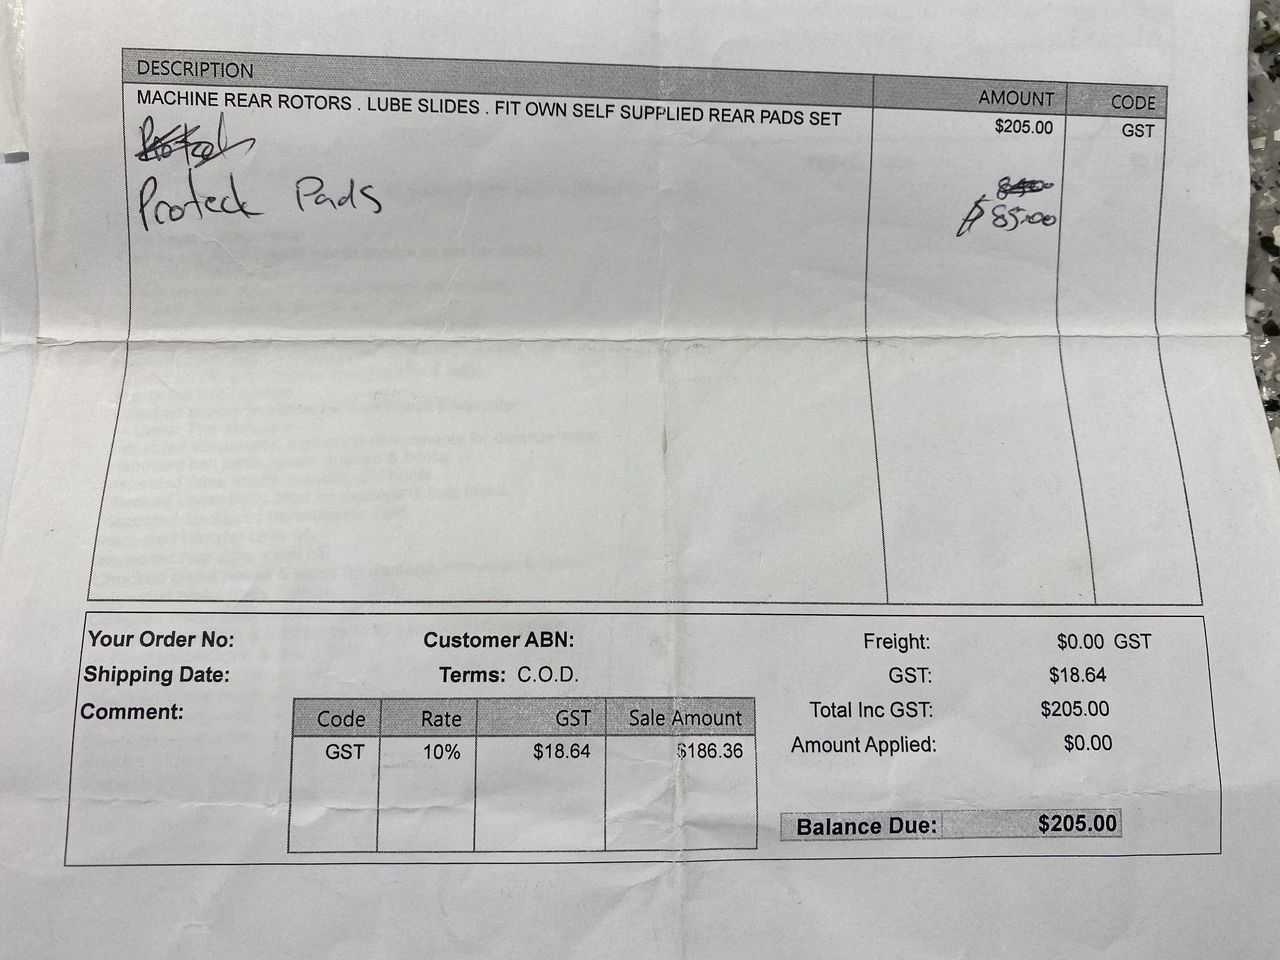 DESCRIPTION AMOUNT CODE
MACHINE REAR ROTORS . LUBE SLIDES . FIT OWN SELF SUPPLIED REAR PADS SET $205.00 GST
Proteck Pads $85.00
Your Order No: Customer ABN: Freight: $0.00 GST
Shipping Date: Terms: C.O.D. GST: $18.64
Comment: Total Inc GST: $205.00
Code Rate GST Sale Amount
GST 10% $18.64 $186.36
Amount Applied: $0.00
Balance Due: $205.00